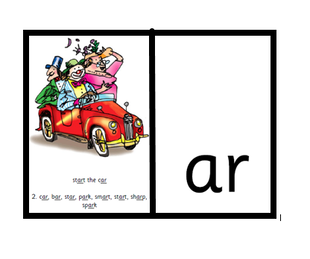 start the car
2. car, bar, star, park, smart, start, sharp,
spark
ar